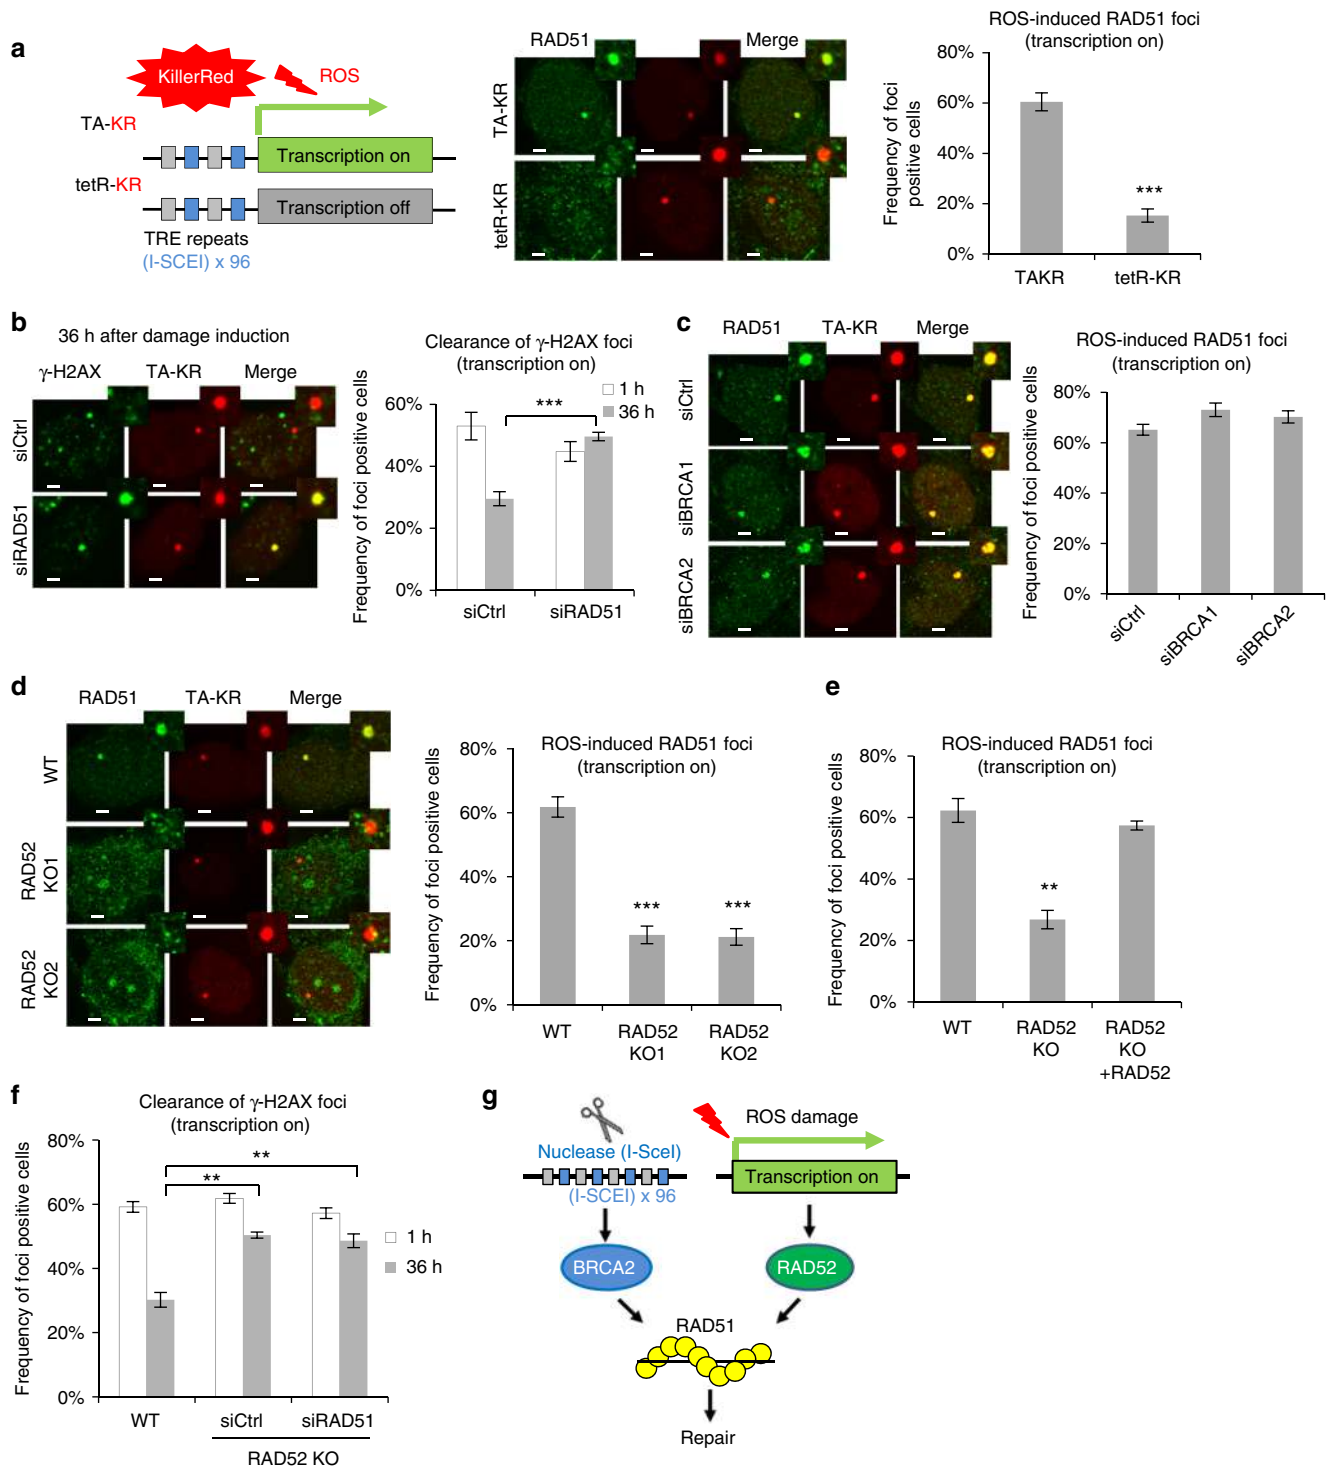 a
KillerRed
ROS
TA-KR
Transcription on
tetR-KR
Transcription off
TRE repeats
(I-SCEI) x 96
RAD51
Merge
TA-KR
tetR-KR
ROS-induced RAD51 foci
(transcription on)
Frequency of foci
positive cells
80%
60%
40%
20%
0%
***
TAKR
tetR-KR
b
36 h after damage induction
γ-H2AX
TA-KR
Merge
siCtrl
siRAD51
Clearance of γ-H2AX foci
(transcription on)
1 h
36 h
Frequency of foci positive cells
60%
40%
20%
0%
***
siCtrl
siRAD51
c
RAD51
TA-KR
Merge
siCtrl
siBRCA1
siBRCA2
ROS-induced RAD51 foci
(transcription on)
Frequency of foci positive cells
80%
60%
40%
20%
0%
siCtrl
siBRCA1
siBRCA2
d
RAD51
TA-KR
Merge
WT
RAD52
KO1
RAD52
KO2
ROS-induced RAD51 foci
(transcription on)
Frequency of foci positive cells
80%
60%
40%
20%
0%
***
***
WT
RAD52
KO1
RAD52
KO2
e
ROS-induced RAD51 foci
(transcription on)
Frequency of foci positive cells
80%
60%
40%
20%
0%
**
WT
RAD52
KO
RAD52
KO
+RAD52
f
Clearance of γ-H2AX foci
(transcription on)
Frequency of foci positive cells
80%
60%
40%
20%
0%
**
**
1 h
36 h
WT
siCtrl
siRAD51
RAD52 KO
g
ROS damage
Nuclease (I-SceI)
(I-SCEI) x 96
Transcription on
BRCA2
RAD52
RAD51
Repair